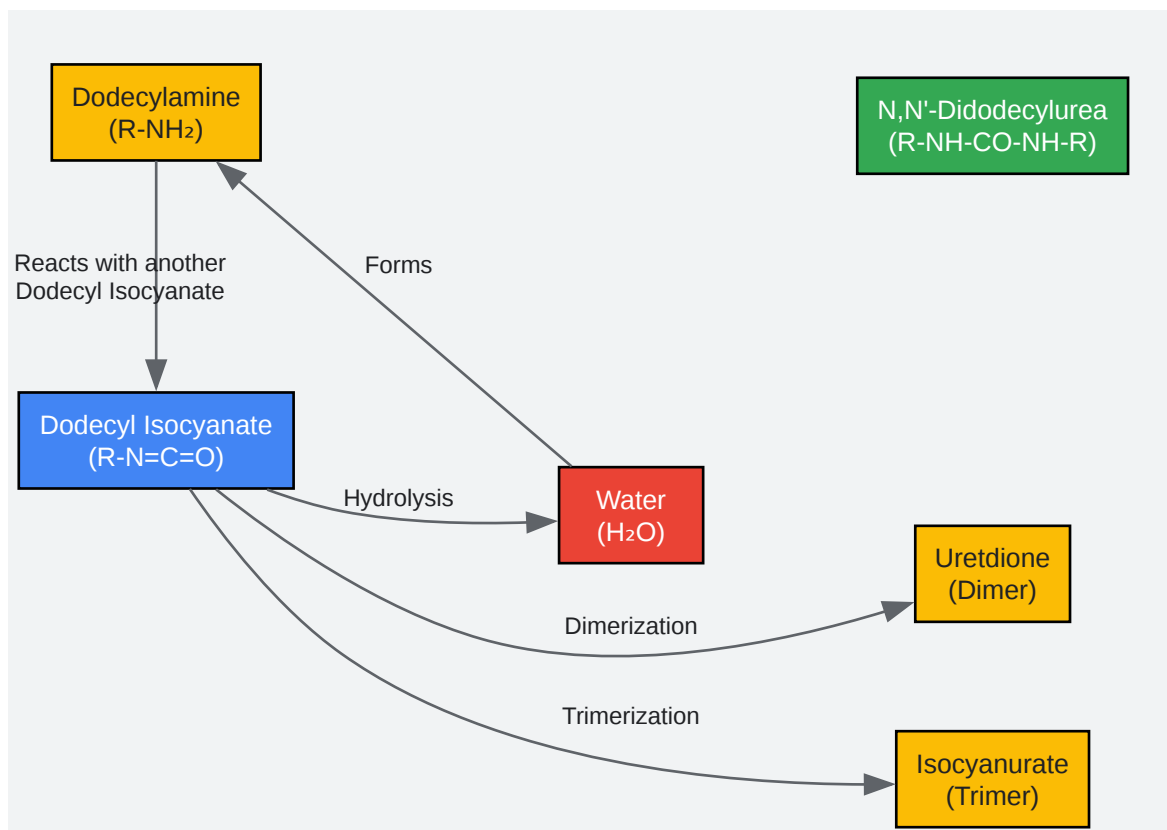 Dodecylamine
(R-NH₂)
N,N'-Didodecylurea
(R-NH-CO-NH-R)
Reacts with another
Dodecyl Isocyanate
Forms
Dodecyl Isocyanate
(R-N=C=O)
Hydrolysis
Water
(H₂O)
Uretdione
(Dimer)
Dimerization
Trimerization
Isocyanurate
(Trimer)